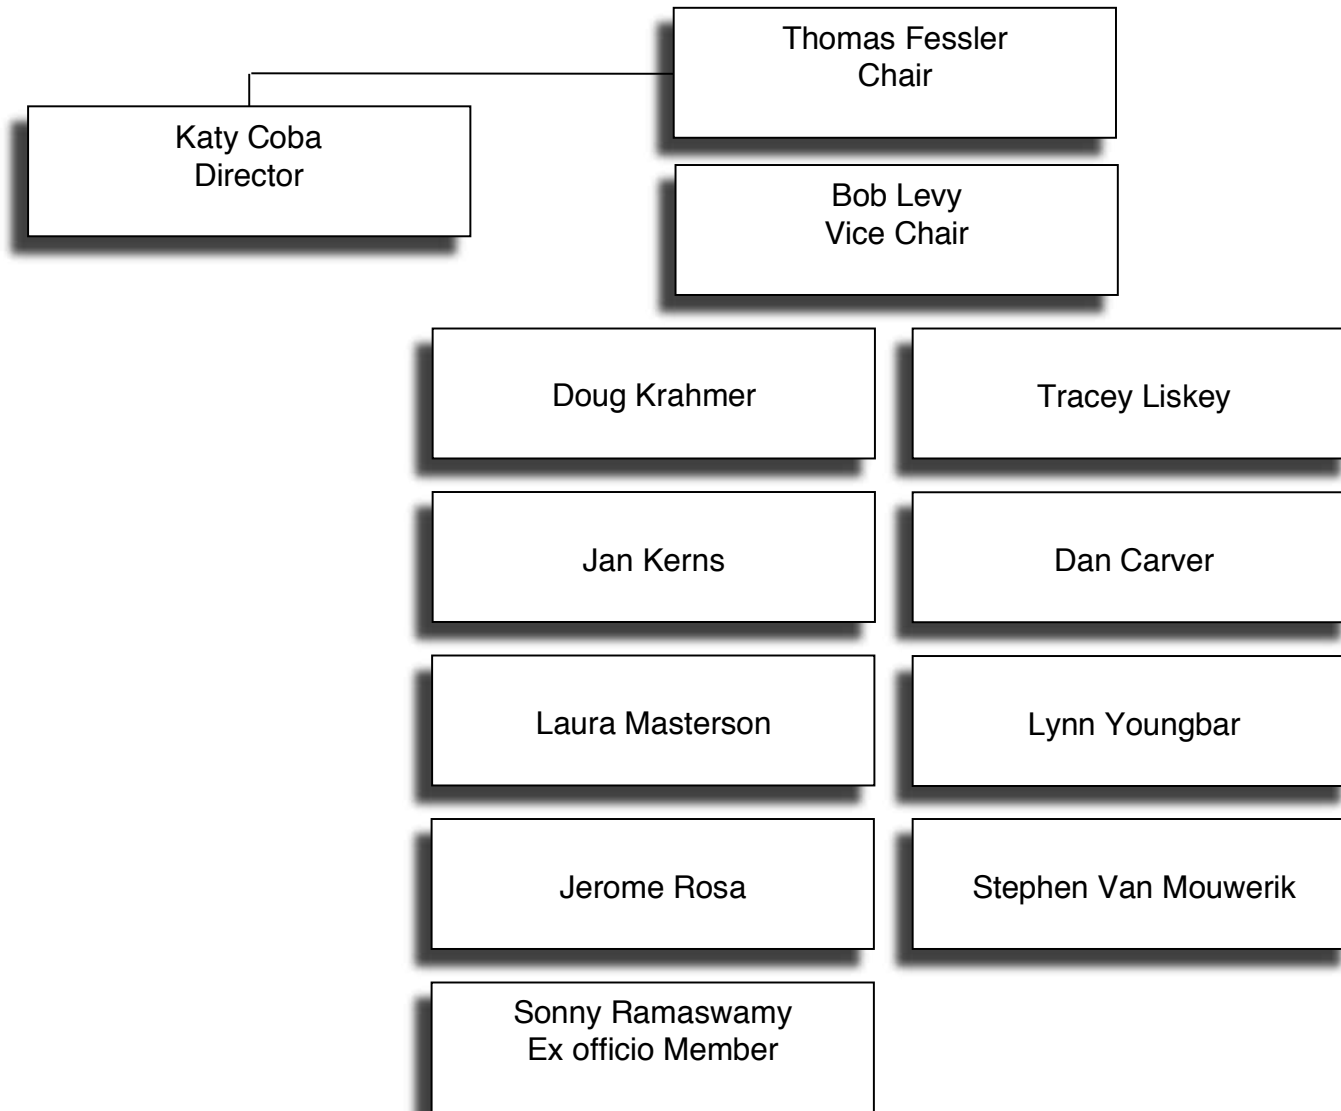 Thomas Fessler
Chair
Katy Coba
Director
Bob Levy
Vice Chair
Doug Krahmer
Tracey Liskey
Jan Kerns
Dan Carver
Laura Masterson
Lynn Youngbar
Jerome Rosa
Stephen Van Mouwerik
Sonny Ramaswamy
Ex officio Member